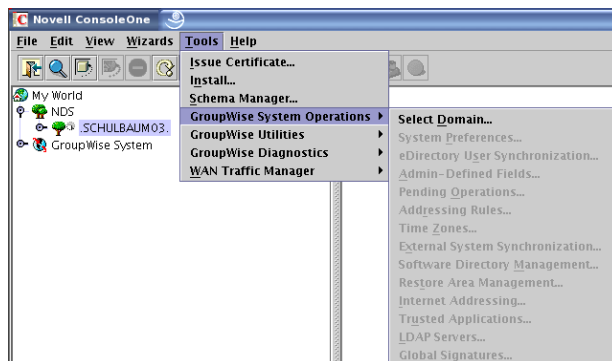 Novell ConsoleOne
File Edit View Wizards Tools Help
My World
NDS
.SCHULBAUM03.
GroupWise System
Issue Certificate...
Install...
Schema Manager...
GroupWise System Operations
GroupWise Utilities
GroupWise Diagnostics
WAN Traffic Manager
Select Domain...
System Preferences...
eDirectory User Synchronization...
Admin-Defined Fields...
Pending Operations...
Addressing Rules...
Time Zones...
External System Synchronization...
Software Directory Management...
Restore Area Management...
Internet Addressing...
Trusted Applications...
LDAP Servers...
Global Signatures...